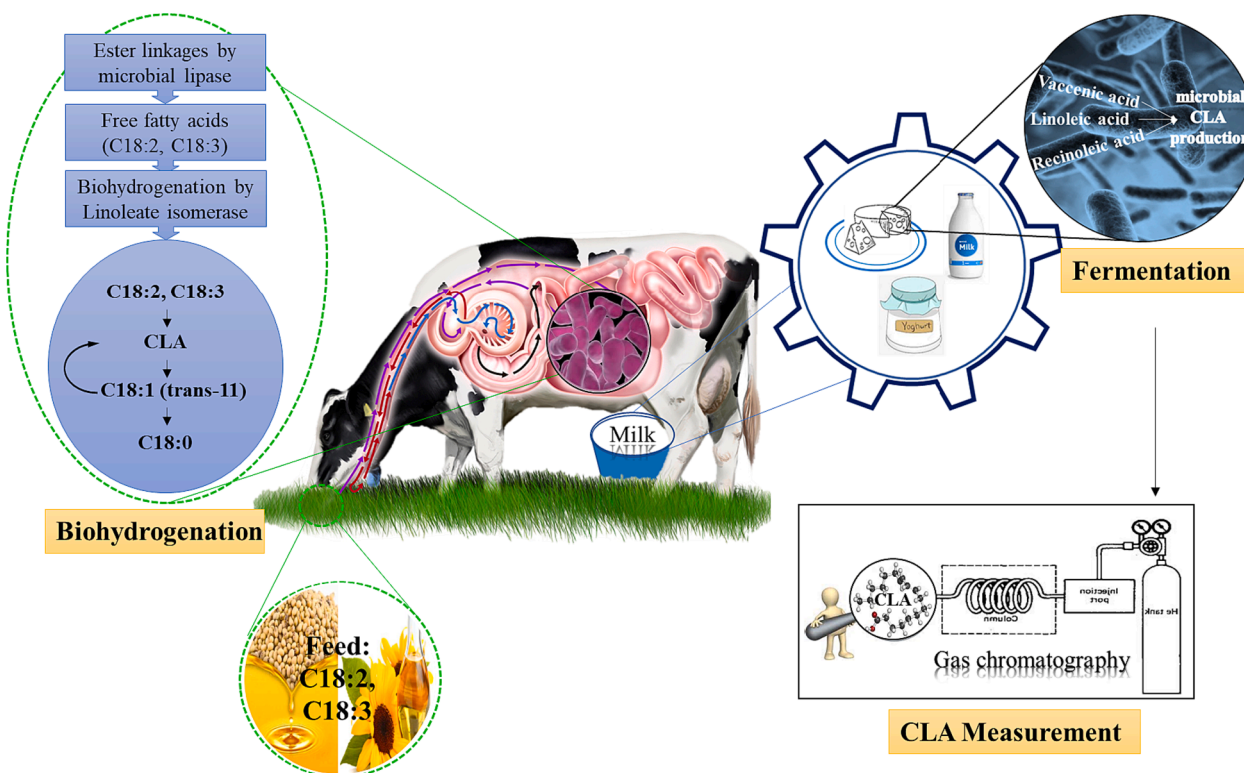 Ester linkages by
microbial lipase
Free fatty acids
(C18:2, C18:3)
Biohydrogenation by
Linoleate isomerase
C18:2, C18:3
CLA
C18:1 (trans-11)
C18:0
Biohydrogenation
Feed:
C18:2,
C18:3
Milk
Milk
Yoghurt
Vaccenic acid
Linoleic acid
Recinoleic acid
microbial
CLA
production
Fermentation
CLA
Column
Injection
port
He tank
Gas chromatography
CLA Measurement